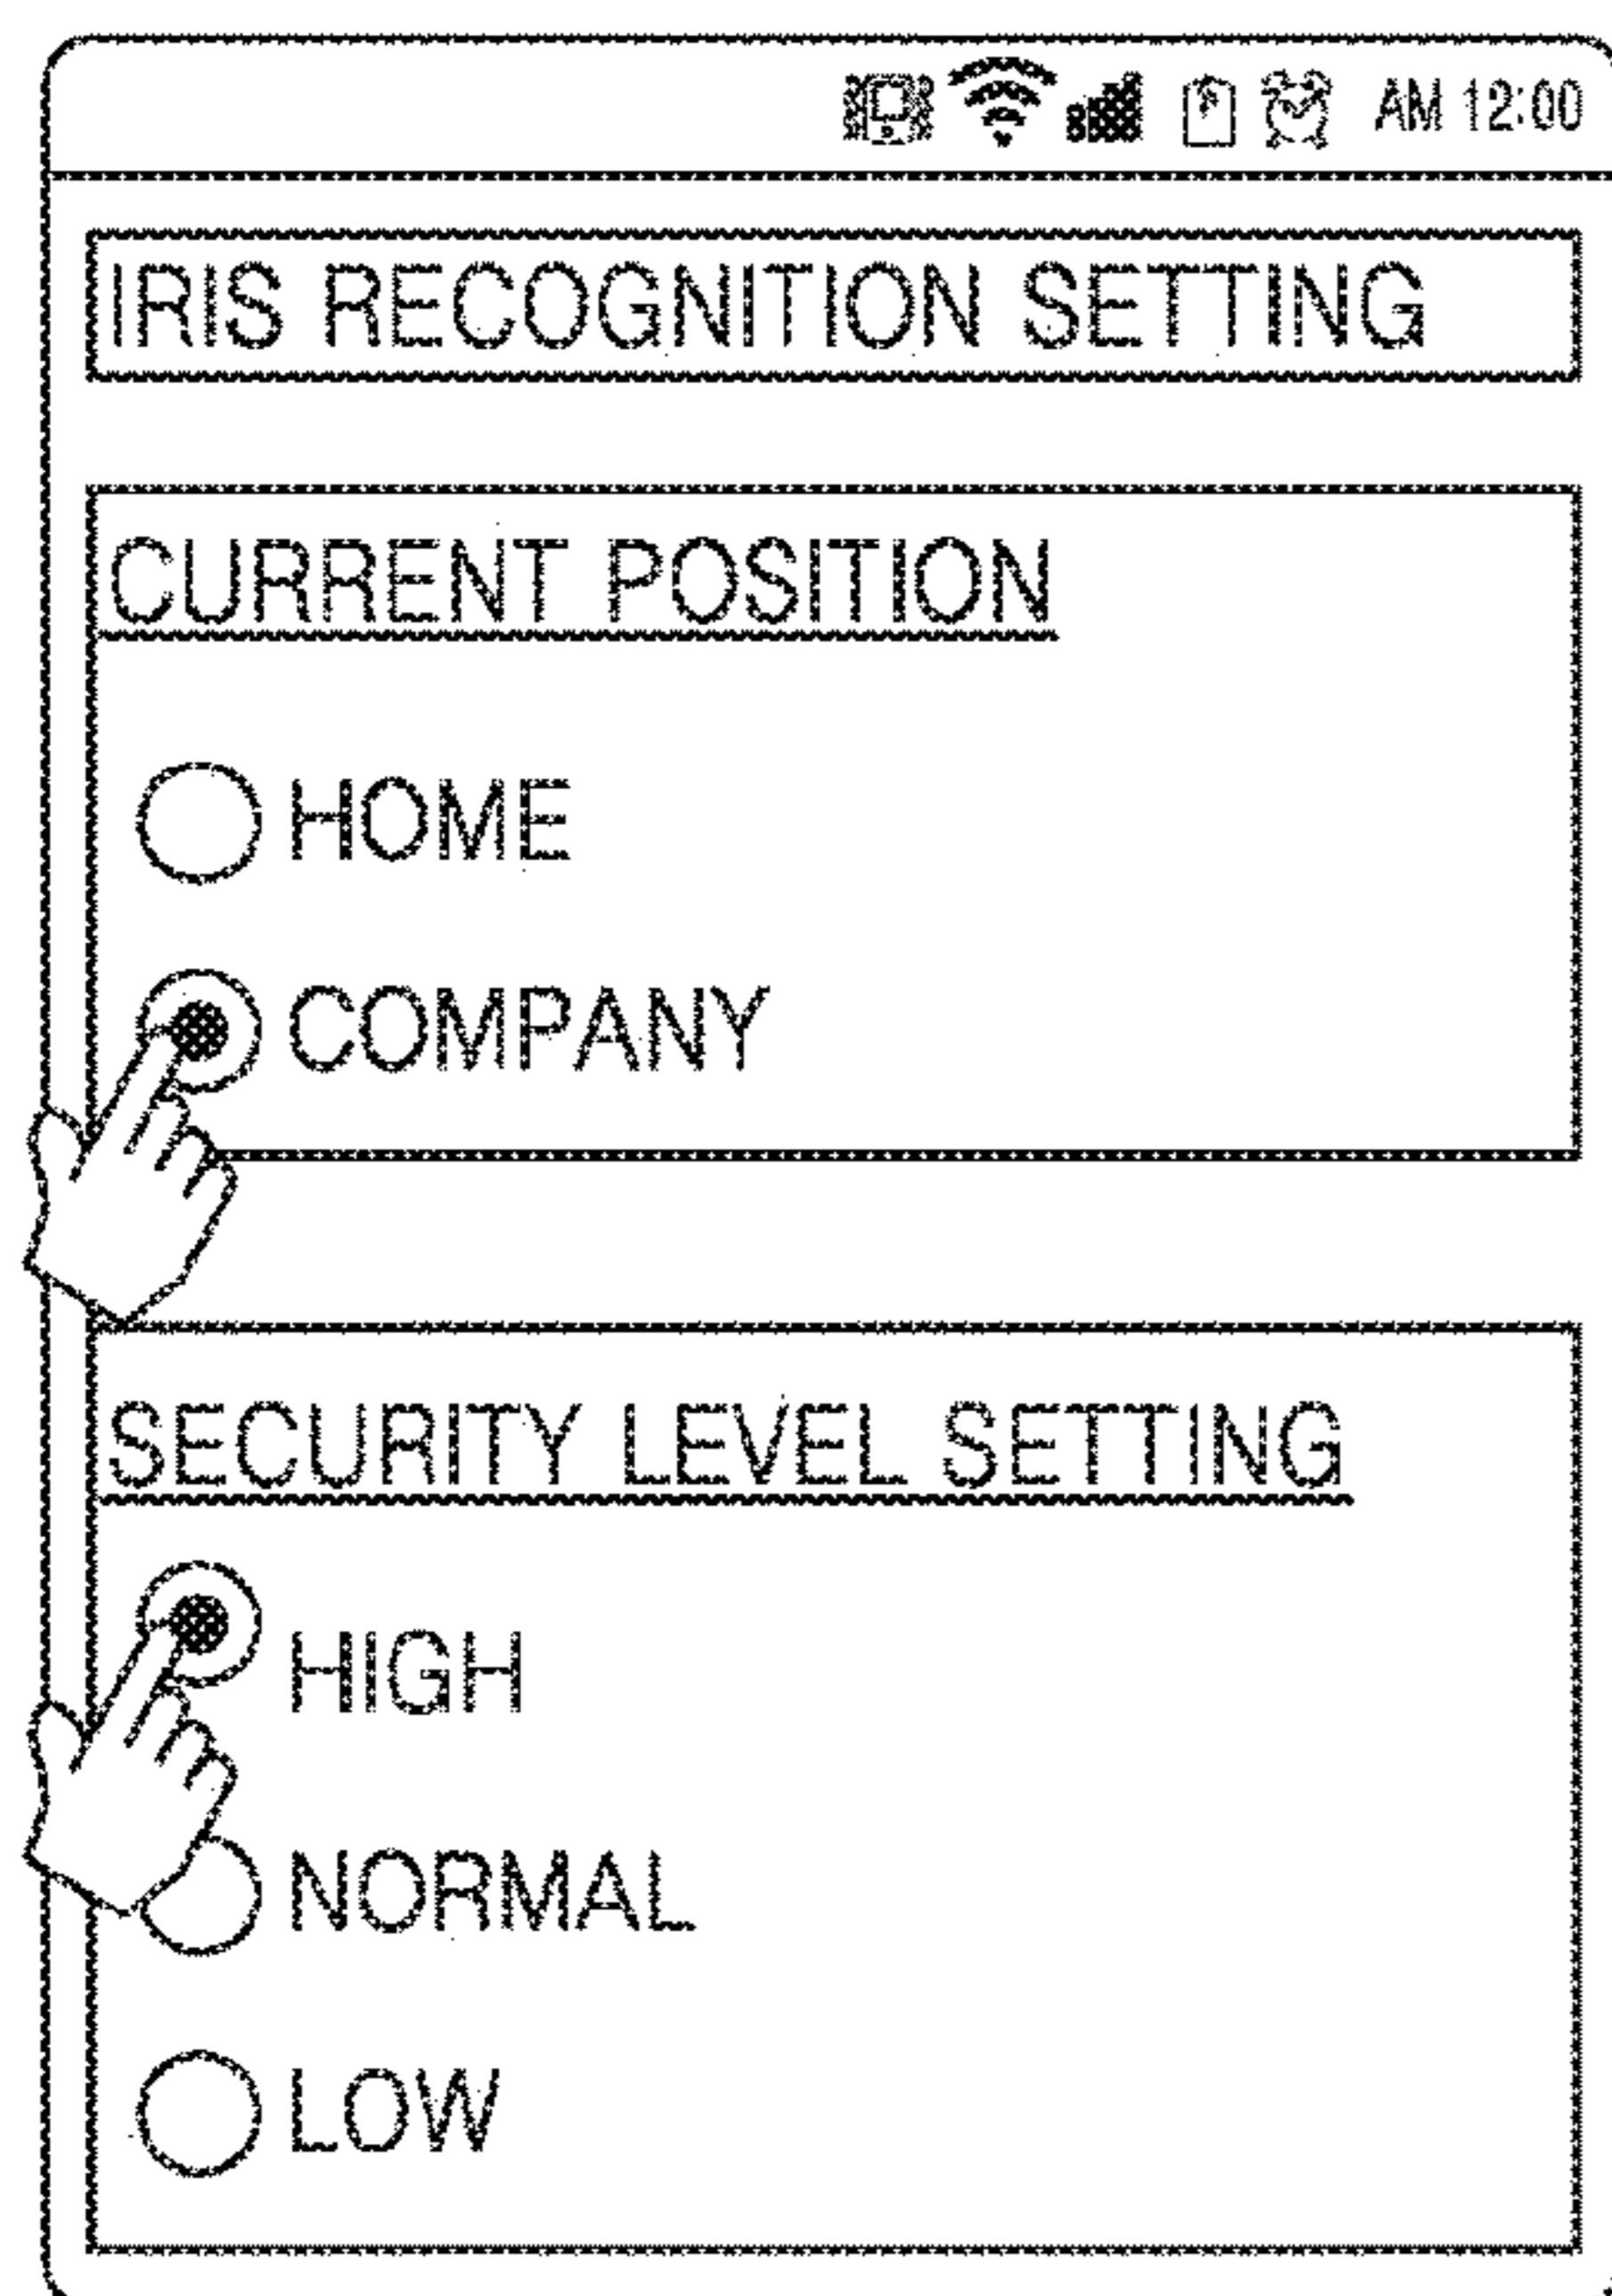 AM 12:00
IRIS RECOGNITION SETTING
CURRENT POSITION
HOME
COMPANY
SECURITY LEVEL SETTING
HIGH
NORMAL
LOW